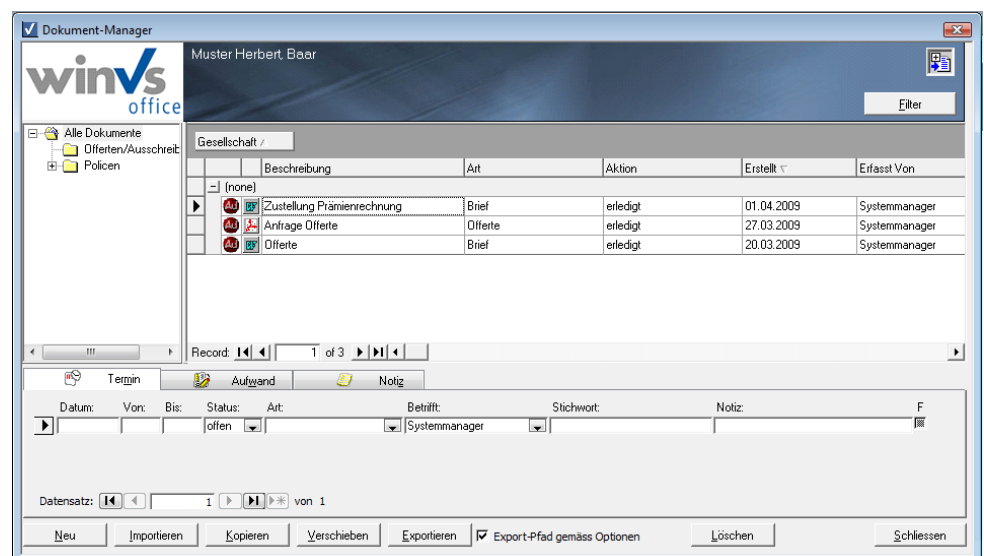 Dokument-Manager
Muster Herbert, Baar
winVs
office
Filter
Alle Dokumente
Offerten/Ausschreit
Policen
Gesellschaft
Beschreibung Art Aktion Erstellt Erfasst Von
(none)
Zustellung Prämienrechnung Brief erledigt 01.04.2009 Systemmanager
Anfrage Offerte Offerte erledigt 27.03.2009 Systemmanager
Offerte Brief erledigt 20.03.2009 Systemmanager
Record: 1 of 3
Termin Aufwand Notiz
Datum: Von: Bis: Status: Art: Betrifft: Stichwort: Notiz: F
offen Systemmanager
Datensatz: 1 von 1
Neu Importieren Kopieren Verschieben Exportieren Export-Pfad gemäss Optionen Löschen Schliessen